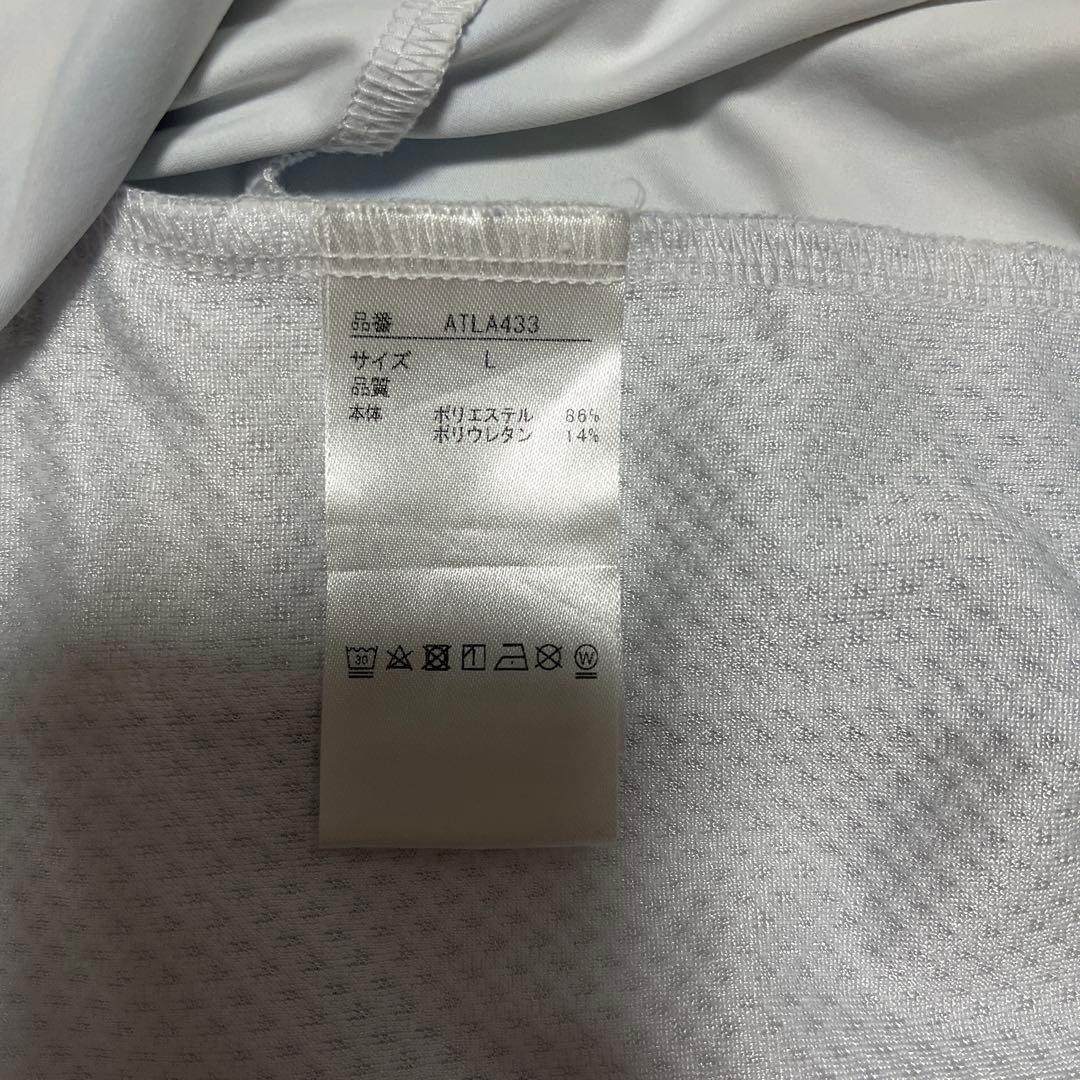 品番 ATLA433
サイズ L
品質
本体 ポリエステル 86%
ポリウレタン 14%
30 W